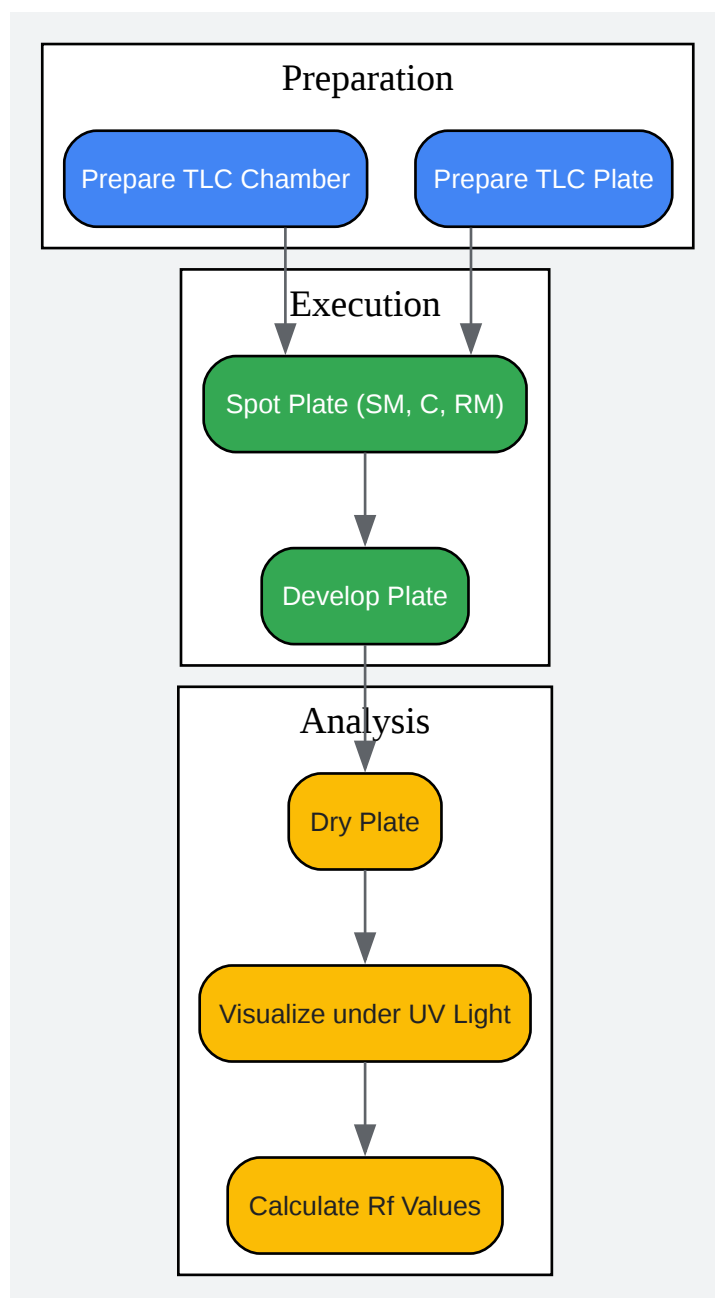 Preparation
Prepare TLC Chamber
Prepare TLC Plate
Execution
Spot Plate (SM, C, RM)
Develop Plate
Analysis
Dry Plate
Visualize under UV Light
Calculate Rf Values